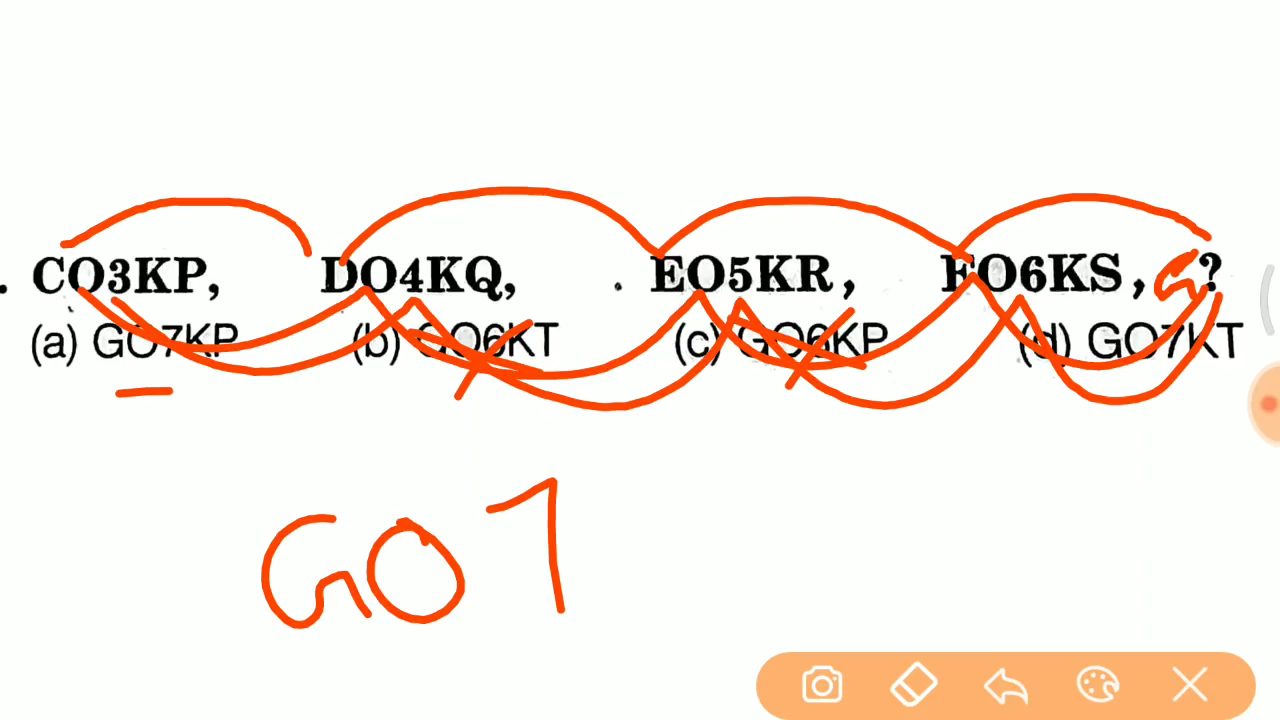 . CO3KP, DO4KQ, . EO5KR, FO6KS, G?
(a) GO7KP (b) GO6KT (c) GO6KP (d) GO7KT
GO7